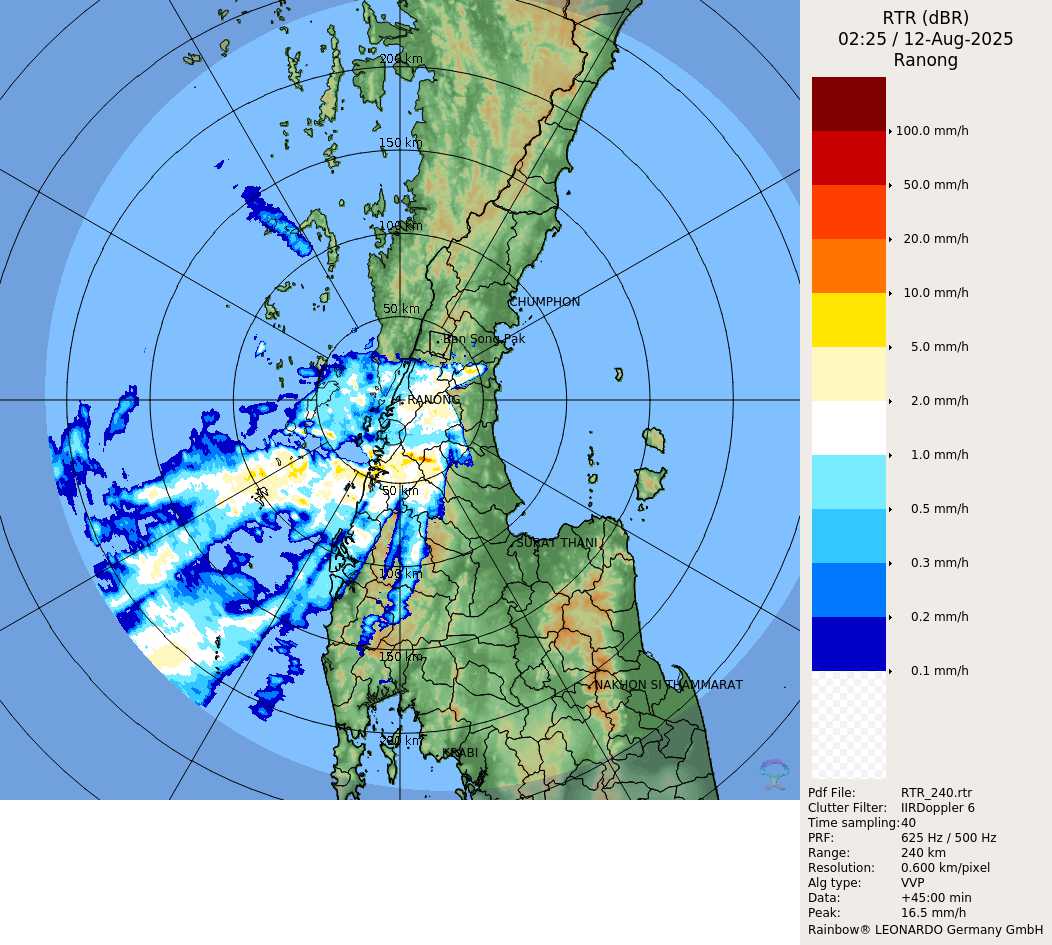 RTR (dBR)
02:25 / 12-Aug-2025
Ranong
200 km
150 km
100 km
50 km
CHUMPHON
Ban Song Pak
RANONG
50 km
SURAT THANI
100 km
150 km
NAKHON SI THAMMARAT
200 km
KRABI
100.0 mm/h
50.0 mm/h
20.0 mm/h
10.0 mm/h
5.0 mm/h
2.0 mm/h
1.0 mm/h
0.5 mm/h
0.3 mm/h
0.2 mm/h
0.1 mm/h
Pdf File: RTR_240.rtr
Clutter Filter: IIRDoppler 6
Time sampling:40
PRF: 625 Hz / 500 Hz
Range: 240 km
Resolution: 0.600 km/pixel
Alg type: VVP
Data: +45:00 min
Peak: 16.5 mm/h
Rainbow® LEONARDO Germany GmbH